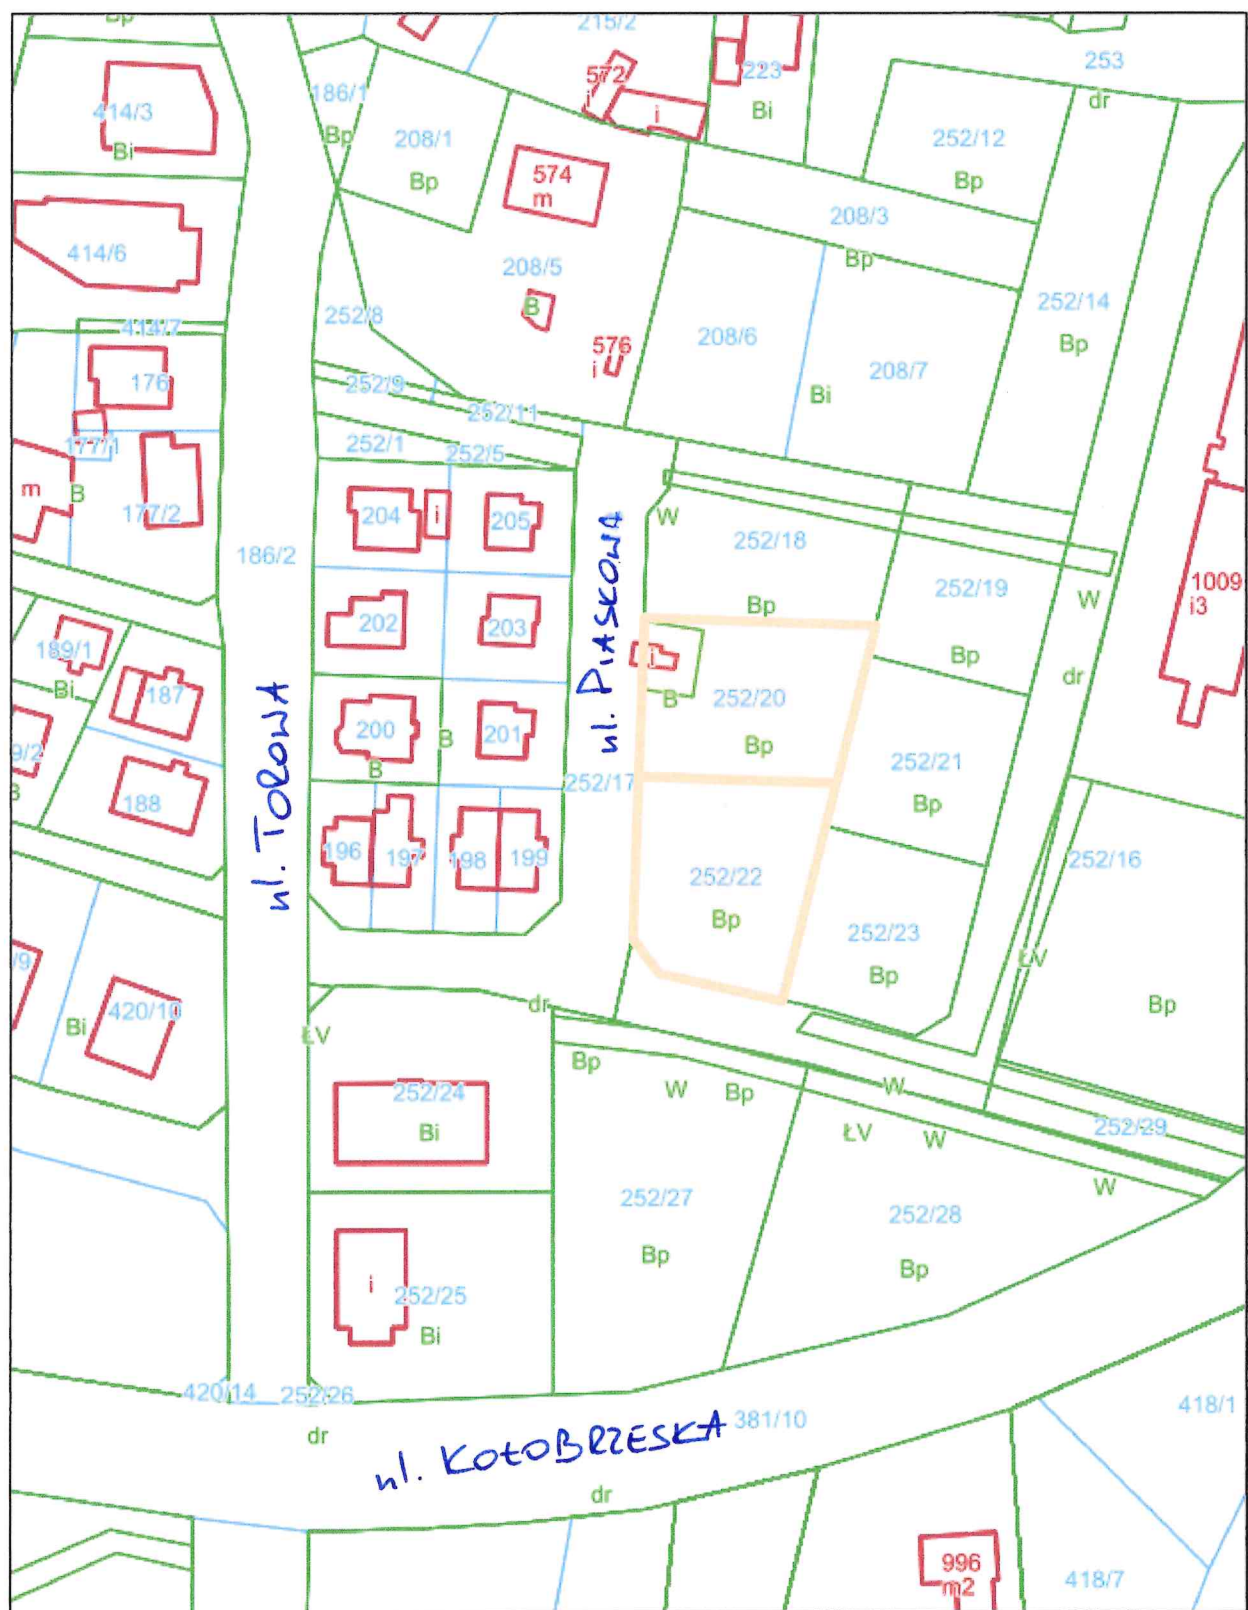 Bp
215/2
253
572
i
223
dr
186/1
414/3
i
Bi
Bp
208/1
252/12
Bi
574
m
Bp
Bp
208/3
414/6
Bp
208/5
B
252/8
252/14
414/7
576
i
208/6
Bp
208/7
176
252/9
Bi
252/11
177/1
252/1
252/5
m
B
177/2
204
i
205
W
252/18
186/2
1009
i3
252/19
W
ul. PIASKOWA
Bp
202
203
189/1
Bi
i
Bp
dr
187
B
252/20
ul. TOROWA
200
B
201
Bp
9/2
B
252/21
252/17
B
188
Bp
196
197
198
199
252/16
252/22
Bp
252/23
/9
ŁV
Bp
dr
Bp
420/10
Bi
ŁV
Bp
W
Bp
W
252/24
Bi
252/29
ŁV
W
W
252/27
252/28
Bp
Bp
i
252/25
Bi
420/14
252/26
381/10
418/1
dr
ul. KOŁOBRZESKA
dr
996
m2
418/7